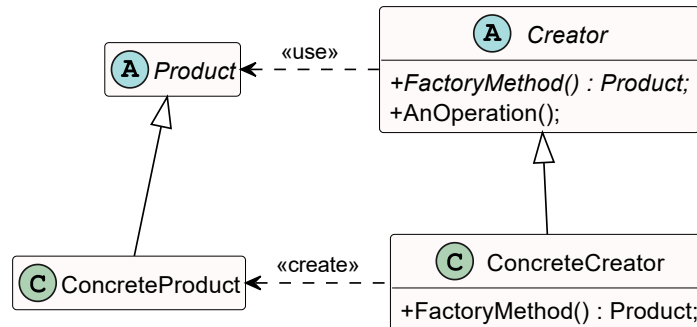 A Creator
A Product
«use»
+FactoryMethod() : Product;
+AnOperation();
C ConcreteProduct
«create»
C ConcreteCreator
+FactoryMethod() : Product;